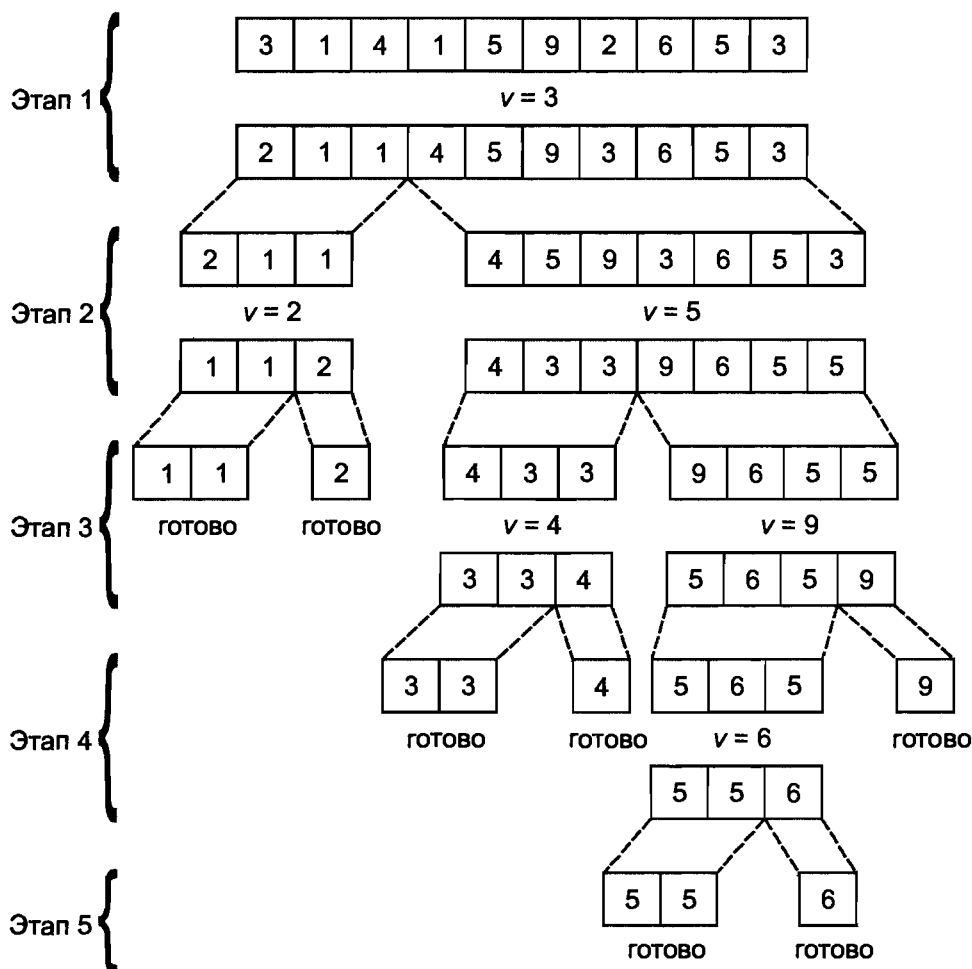 3 1 4 1 5 9 2 6 5 3
Этап 1
v = 3
2 1 1 4 5 9 3 6 5 3
2 1 1 4 5 9 3 6 5 3
Этап 2
v = 2 v = 5
1 1 2 4 3 3 9 6 5 5
1 1 2 4 3 3 9 6 5 5
Этап 3
готово готово v = 4 v = 9
3 3 4 5 6 5 9
3 3 4 5 6 5 9
Этап 4
готово готово v = 6 готово
5 5 6
5 5 6
Этап 5
готово готово